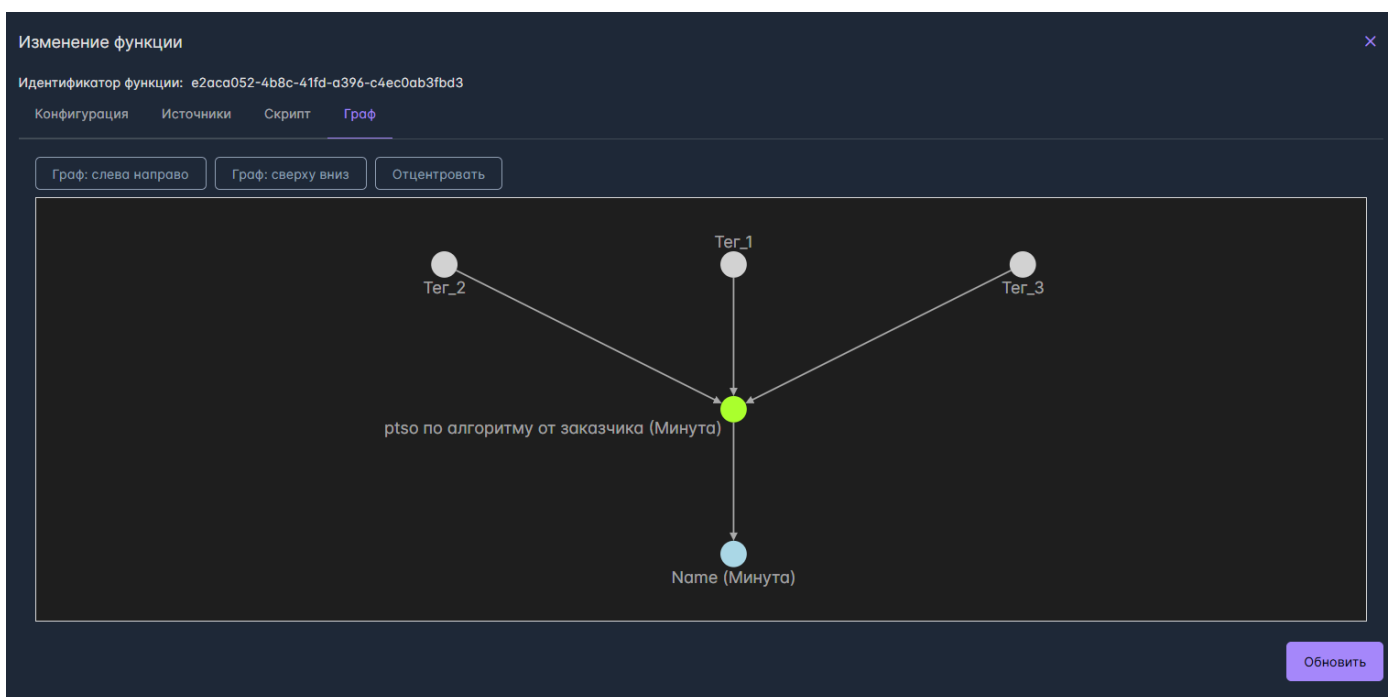 Изменение функции
Идентификатор функции: e2aca052-4b8c-41fd-a396-c4ec0ab3fbd3
Конфигурация Источники Скрипт Граф
Граф: слева направо Граф: сверху вниз Отцентровать
Тег_1
Тег_2
Тег_3
ptso по алгоритму от заказчика (Минута)
Name (Минута)
Обновить